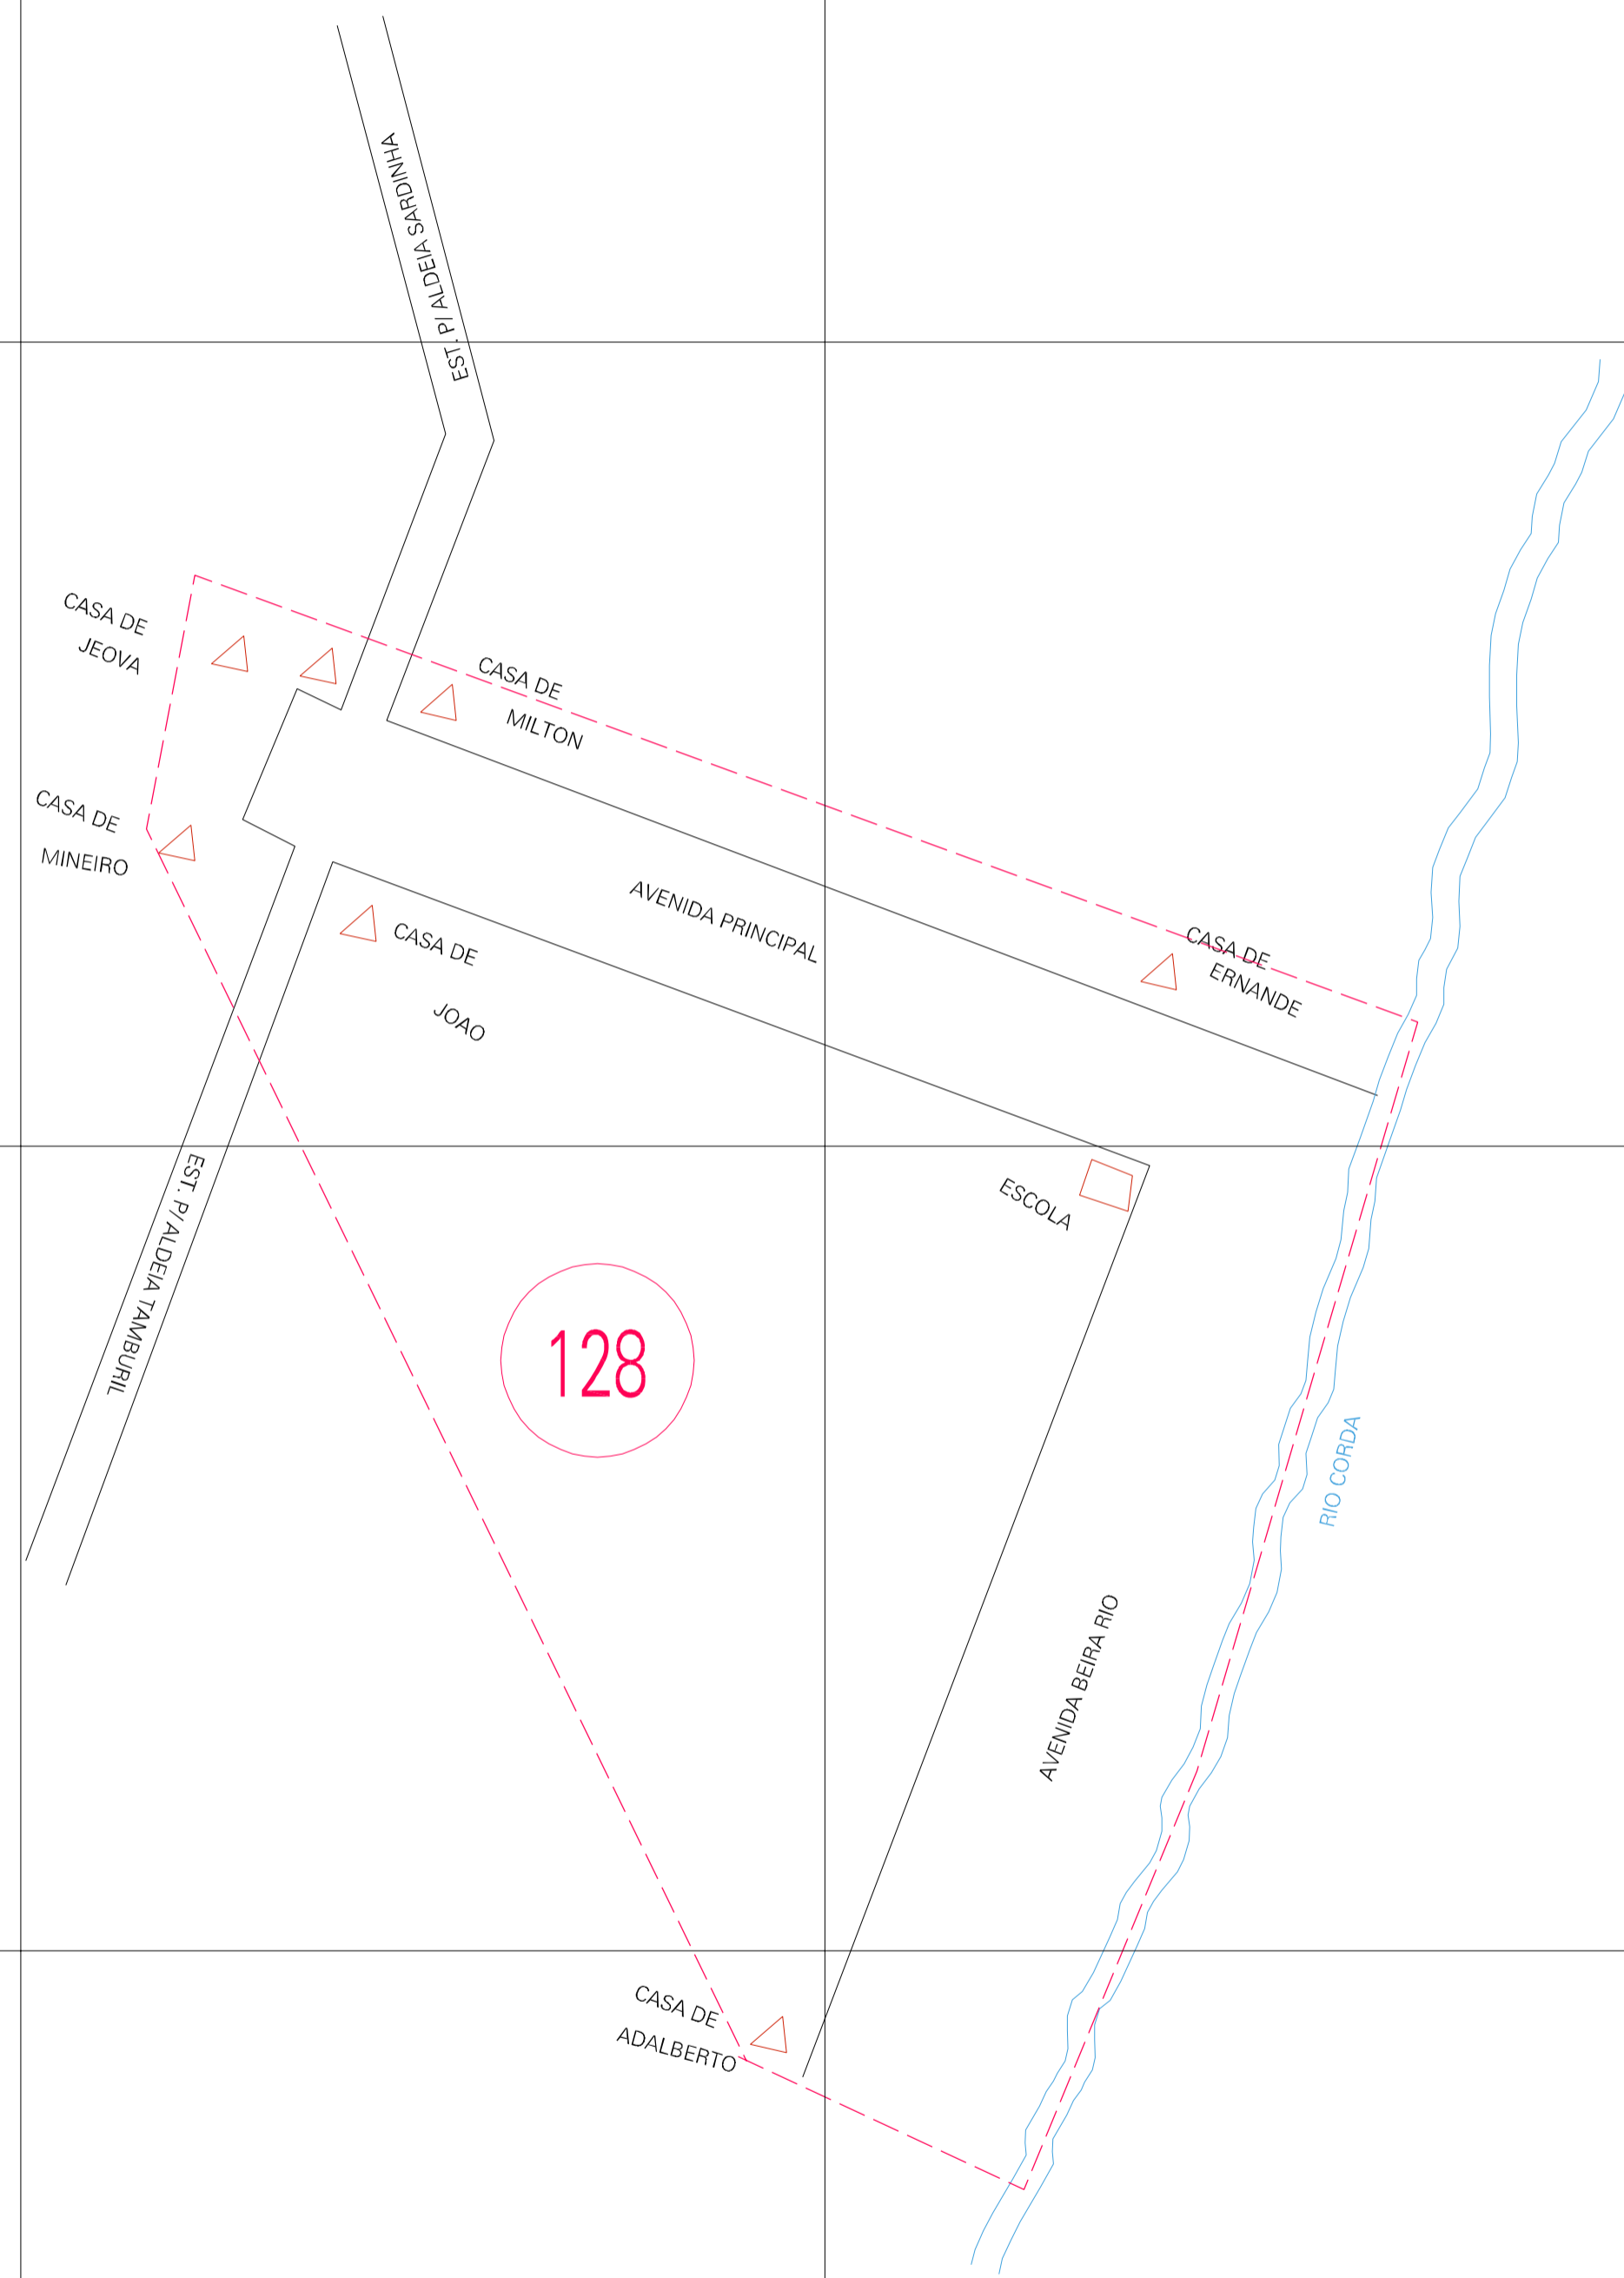 EST. P/ ALDEIA SARDINHA
CASA DE
JEOVA
CASA DE
MILTON
CASA DE
MINEIRO
AVENIDA PRINCIPAL
CASA DE
JOAO
CASA DE
ERNANDE
EST. P/ ALDEIA TAMBURIL
ESCOLA
128
RIO CORDA
AVENIDA BEIRA RIO
CASA DE
ADALBERTO